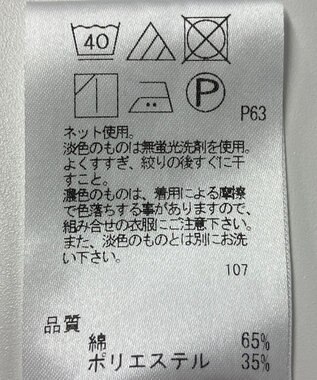 40
P
P63
ネット使用。
淡色のものは無蛍光洗剤を使用。
よくすすぎ、絞りの後すぐに干
すこと。
濃色のものは、着用による摩擦
で色落ちする事がありますので、
組み合せの衣服にご注意下さい。
また、淡色のものとは別にお洗
い下さい。
107
品質
綿 65%
ポリエステル 35%